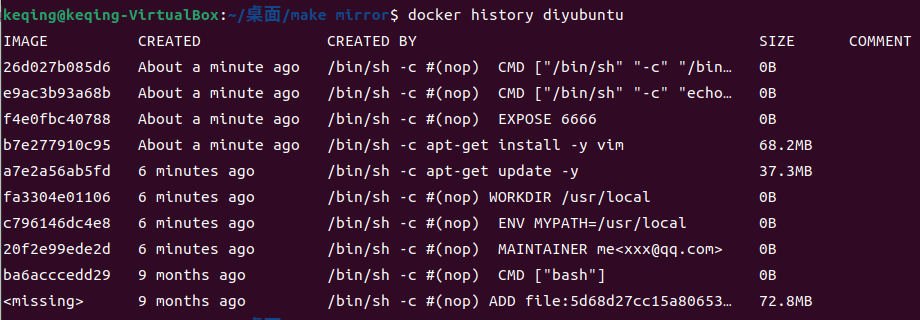 keqing@keqing-VirtualBox:~/桌面/make mirror$ docker history diyubuntu
IMAGE CREATED CREATED BY SIZE COMMENT
26d027b085d6 About a minute ago /bin/sh -c #(nop) CMD ["/bin/sh" "-c" "/bin… 0B
e9ac3b93a68b About a minute ago /bin/sh -c #(nop) CMD ["/bin/sh" "-c" "echo… 0B
f4e0fbc40788 About a minute ago /bin/sh -c #(nop) EXPOSE 6666 0B
b7e277910c95 About a minute ago /bin/sh -c apt-get install -y vim 68.2MB
a7e2a56ab5fd 6 minutes ago /bin/sh -c apt-get update -y 37.3MB
fa3304e01106 6 minutes ago /bin/sh -c #(nop) WORKDIR /usr/local 0B
c796146dc4e8 6 minutes ago /bin/sh -c #(nop) ENV MYPATH=/usr/local 0B
20f2e99ede2d 6 minutes ago /bin/sh -c #(nop) MAINTAINER me<xxx@qq.com> 0B
ba6acccedd29 9 months ago /bin/sh -c #(nop) CMD ["bash"] 0B
<missing> 9 months ago /bin/sh -c #(nop) ADD file:5d68d27cc15a80653… 72.8MB